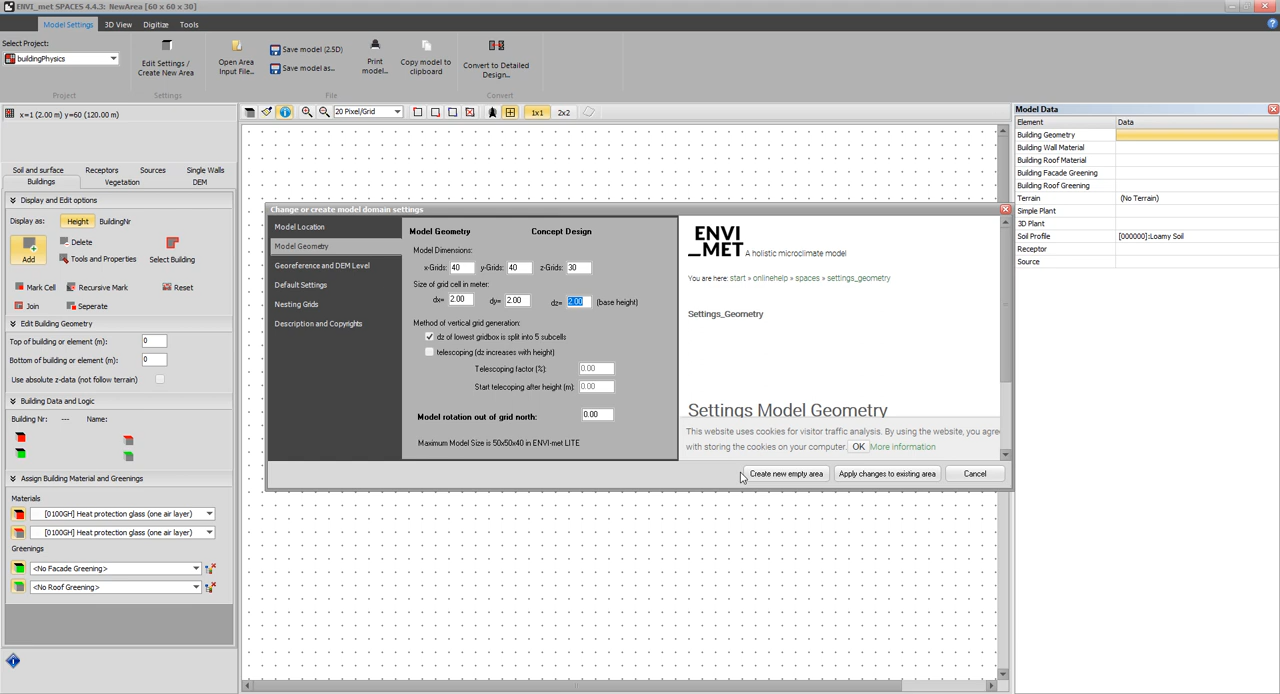 ENVI_met SPACES 4.4.3: NewArea [60 x 60 x 30]
Model Settings 3D View Digitize Tools
Select Project:
buildingPhysics
Edit Settings /
Create New Area
Open Area
Input File...
Save model (2.5D)
Save model as...
Print
model...
Copy model to
clipboard
Convert to Detailed
Design...
Project Settings File Convert
x=1 (2.00 m) y=60 (120.00 m)
20 Pixel/Grid
1x1 2x2
Soil and surface Receptors Sources Single Walls
Buildings Vegetation DEM
Display and Edit options
Display as: Height BuildingNr
Add
Delete
Tools and Properties
Select Building
Mark Cell Recursive Mark Reset
Join Seperate
Edit Building Geometry
Top of building or element (m): 0
Bottom of building or element (m): 0
Use absolute z-data (not follow terrain)
Building Data and Logic
Building Nr: --- Name:
Assign Building Material and Greenings
Materials
[0100GH] Heat protection glass (one air layer)
[0100GH] Heat protection glass (one air layer)
Greenings
<No Facade Greening>
<No Roof Greening>
Change or create model domain settings
Model Location
Model Geometry
Georeference and DEM Level
Default Settings
Nesting Grids
Description and Copyrights
Model Geometry Concept Design
Model Dimensions:
x-Grids: 40 y-Grids: 40 z-Grids: 30
Size of grid cell in meter:
dx= 2.00 dy= 2.00 dz= 2.00 (base height)
Method of vertical grid generation:
dz of lowest gridbox is split into 5 subcells
telescoping (dz increases with height)
Telescoping factor (%): 0.00
Start telecoping after height (m): 0.00
Model rotation out of grid north: 0.00
Maximum Model Size is 50x50x40 in ENVI-met LITE
ENVI
_MET A holistic microclimate model
You are here: start » onlinehelp » spaces » settings_geometry
Settings_Geometry
Settings Model Geometry
This website uses cookies for visitor traffic analysis. By using the website, you agre
with storing the cookies on your computer. OK More information
Create new empty area Apply changes to existing area Cancel
Model Data
Element Data
Building Geometry
Building Wall Material
Building Roof Material
Building Facade Greening
Building Roof Greening
Terrain (No Terrain)
Simple Plant
3D Plant
Soil Profile [000000]:Loamy Soil
Receptor
Source